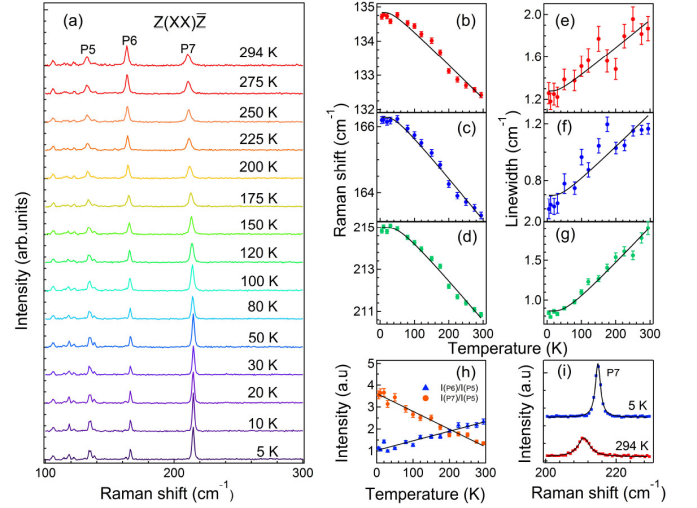 (a)
Z(XX)Z̅
P5
P6
P7
294 K
275 K
250 K
225 K
200 K
175 K
150 K
120 K
100 K
80 K
50 K
30 K
20 K
10 K
5 K
Intensity (arb.units)
100
200
300
Raman shift (cm⁻¹)
(b)
135
134
133
132
(c)
166
164
(d)
215
213
211
Raman shift (cm⁻¹)
0
100
200
300
(e)
2.0
1.6
1.2
(f)
1.2
0.8
(g)
2.0
1.5
1.0
Linewidth (cm⁻¹)
0
100
200
300
Temperature (K)
(h)
I(P6)/I(P5)
I(P7)/I(P5)
5
4
3
2
1
0
Intensity (a.u)
0
100
200
300
Temperature (K)
(i)
P7
5 K
294 K
Intensity (a.u)
200
220
Raman shift (cm⁻¹)